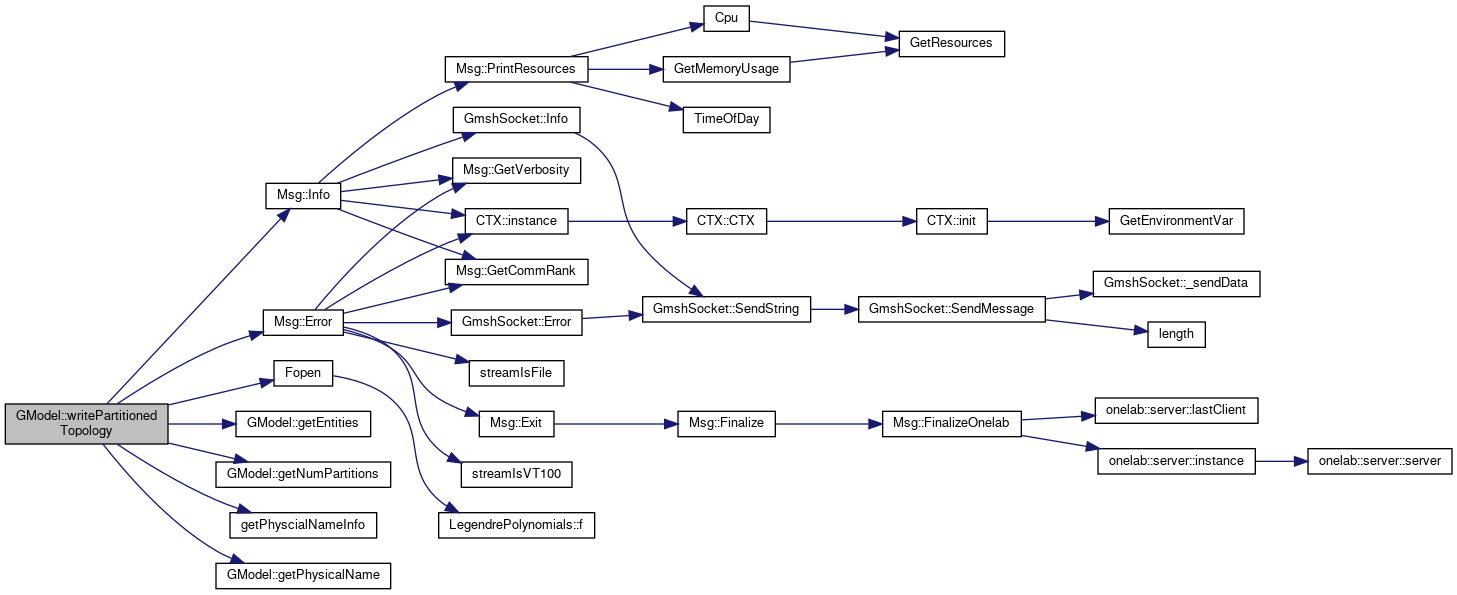 GModel::writePartitioned
Topology
Msg::Info
Msg::Error
Fopen
GModel::getEntities
GModel::getNumPartitions
getPhyscialNameInfo
GModel::getPhysicalName
Msg::PrintResources
GmshSocket::Info
Msg::GetVerbosity
CTX::instance
Msg::GetCommRank
GmshSocket::Error
streamIsFile
Msg::Exit
streamIsVT100
LegendrePolynomials::f
Cpu
GetMemoryUsage
TimeOfDay
CTX::CTX
GmshSocket::SendString
Msg::Finalize
GetResources
CTX::init
GmshSocket::SendMessage
Msg::FinalizeOnelab
GetEnvironmentVar
GmshSocket::_sendData
length
onelab::server::lastClient
onelab::server::instance
onelab::server::server